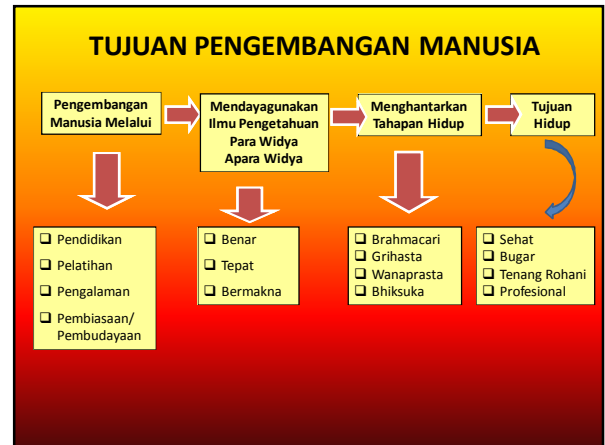 TUJUAN PENGEMBANGAN MANUSIA
Pengembangan
Manusia Melalui
Mendayagunakan
Ilmu Pengetahuan
Para Widya
Apara Widya
Menghantarkan
Tahapan Hidup
Tujuan
Hidup
❑ Pendidikan
❑ Pelatihan
❑ Pengalaman
❑ Pembiasaan/
Pembudayaan
❑ Benar
❑ Tepat
❑ Bermakna
❑ Brahmacari
❑ Grihasta
❑ Wanaprasta
❑ Bhiksuka
❑ Sehat
❑ Bugar
❑ Tenang Rohani
❑ Profesional